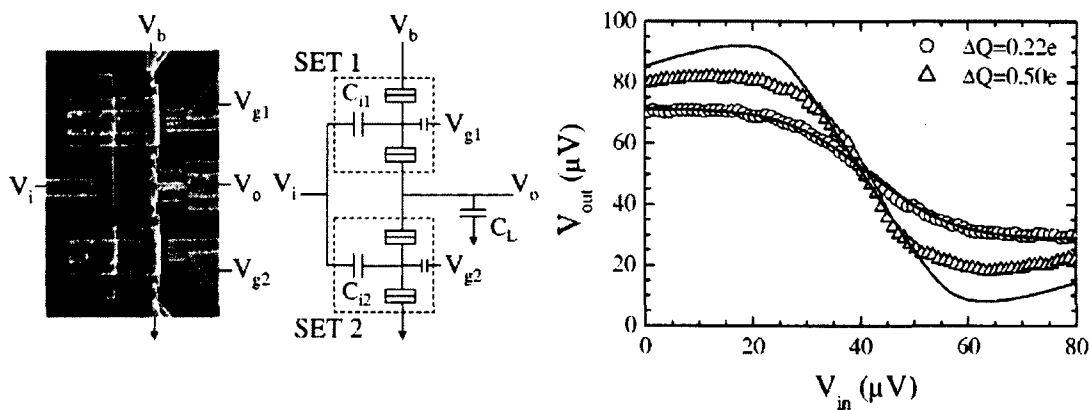 V_b
V_g1
V_i
V_o
V_g2
V_b
SET 1
C_i1
V_g1
V_i
V_o
C_L
V_g2
C_i2
SET 2
○ ΔQ=0.22e
△ ΔQ=0.50e
100
80
60
40
20
0
V_out (μV)
0 20 40 60 80
V_in (μV)